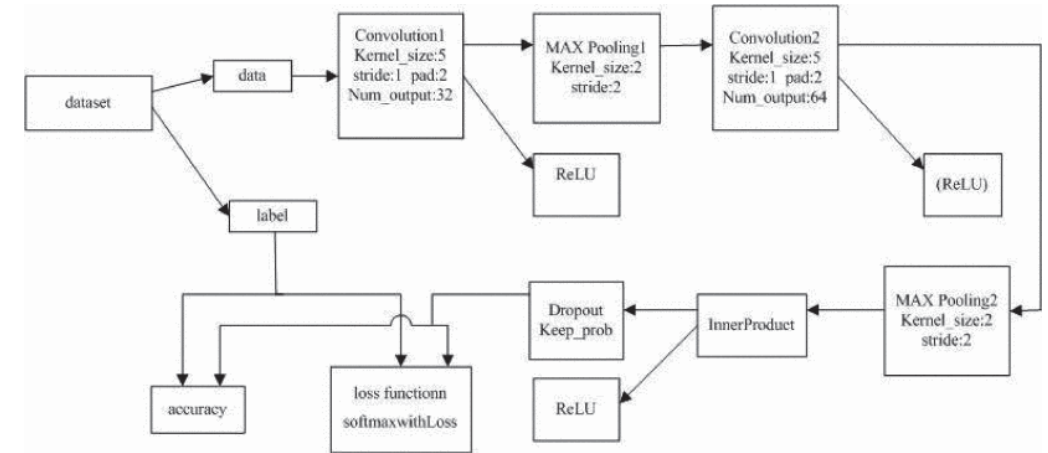 dataset
data
Convolution1
Kernel_size:5
stride:1 pad:2
Num_output:32
MAX Pooling1
Kernel_size:2
stride:2
Convolution2
Kernel_size:5
stride:1 pad:2
Num_output:64
ReLU
(ReLU)
label
MAX Pooling2
Kernel_size:2
stride:2
InnerProduct
Dropout
Keep_prob
ReLU
accuracy
loss functionn
softmaxwithLoss